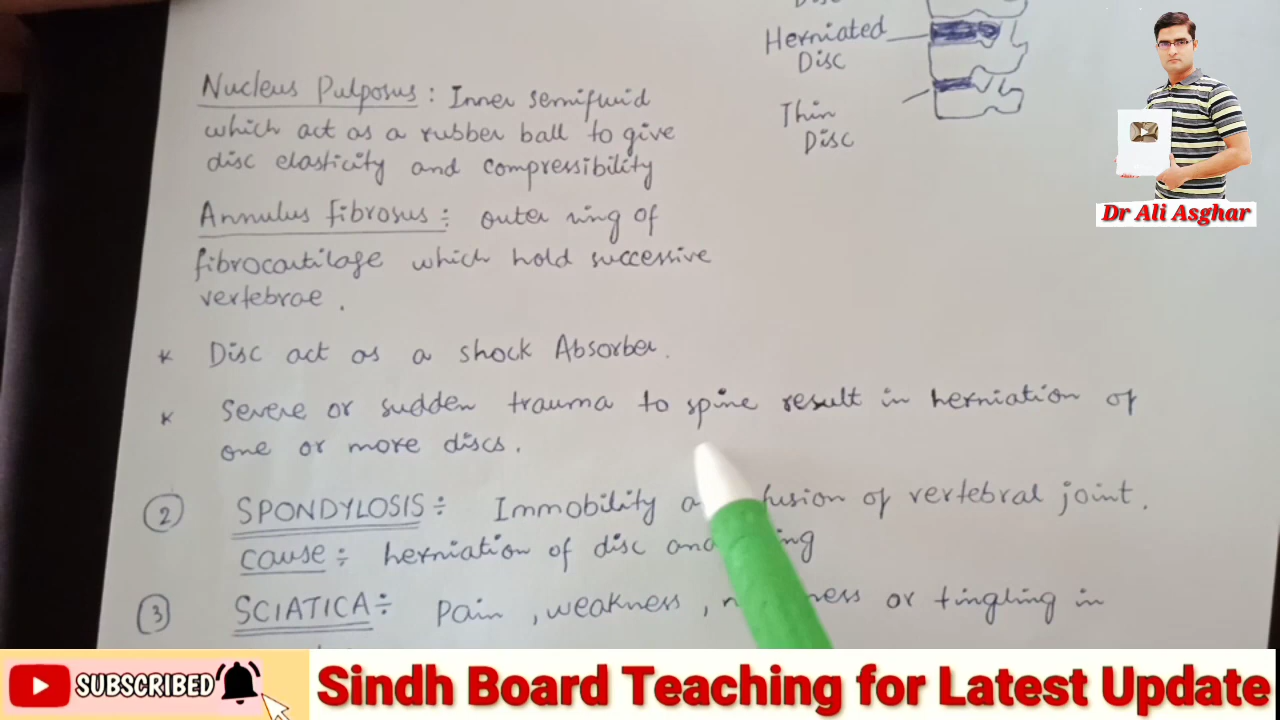 Herniated
Disc
Thin
Disc
Nucleus Pulposus : Inner semifluid
which act as a rubber ball to give
disc elasticity and compressibility
Annulus fibrosus : outer ring of
fibrocartilage which hold successive
vertebrae .
* Disc act as a shock Absorber .
* Severe or sudden trauma to spine result in herniation of
one or more discs .
2 SPONDYLOSIS : Immobility fusion of vertebral joint .
Cause : herniation of disc
3 SCIATICA : Pain , weakness , or tingling in
Dr Ali Asghar
SUBSCRIBED Sindh Board Teaching for Latest Update